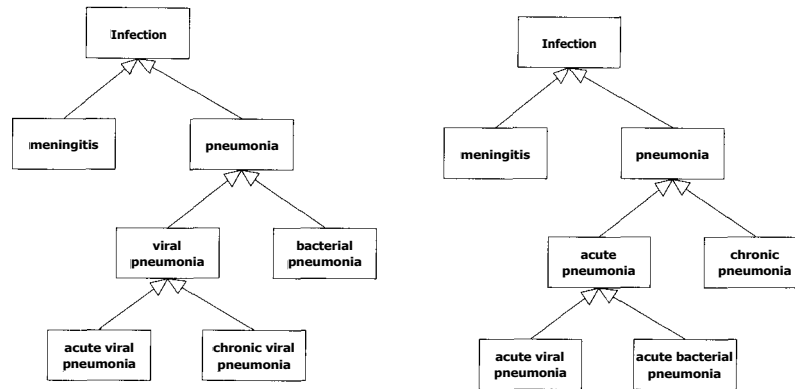 Infection
meningitis
pneumonia
viral
pneumonia
bacterial
pneumonia
acute viral
pneumonia
chronic viral
pneumonia
Infection
meningitis
pneumonia
acute
pneumonia
chronic
pneumonia
acute viral
pneumonia
acute bacterial
pneumonia